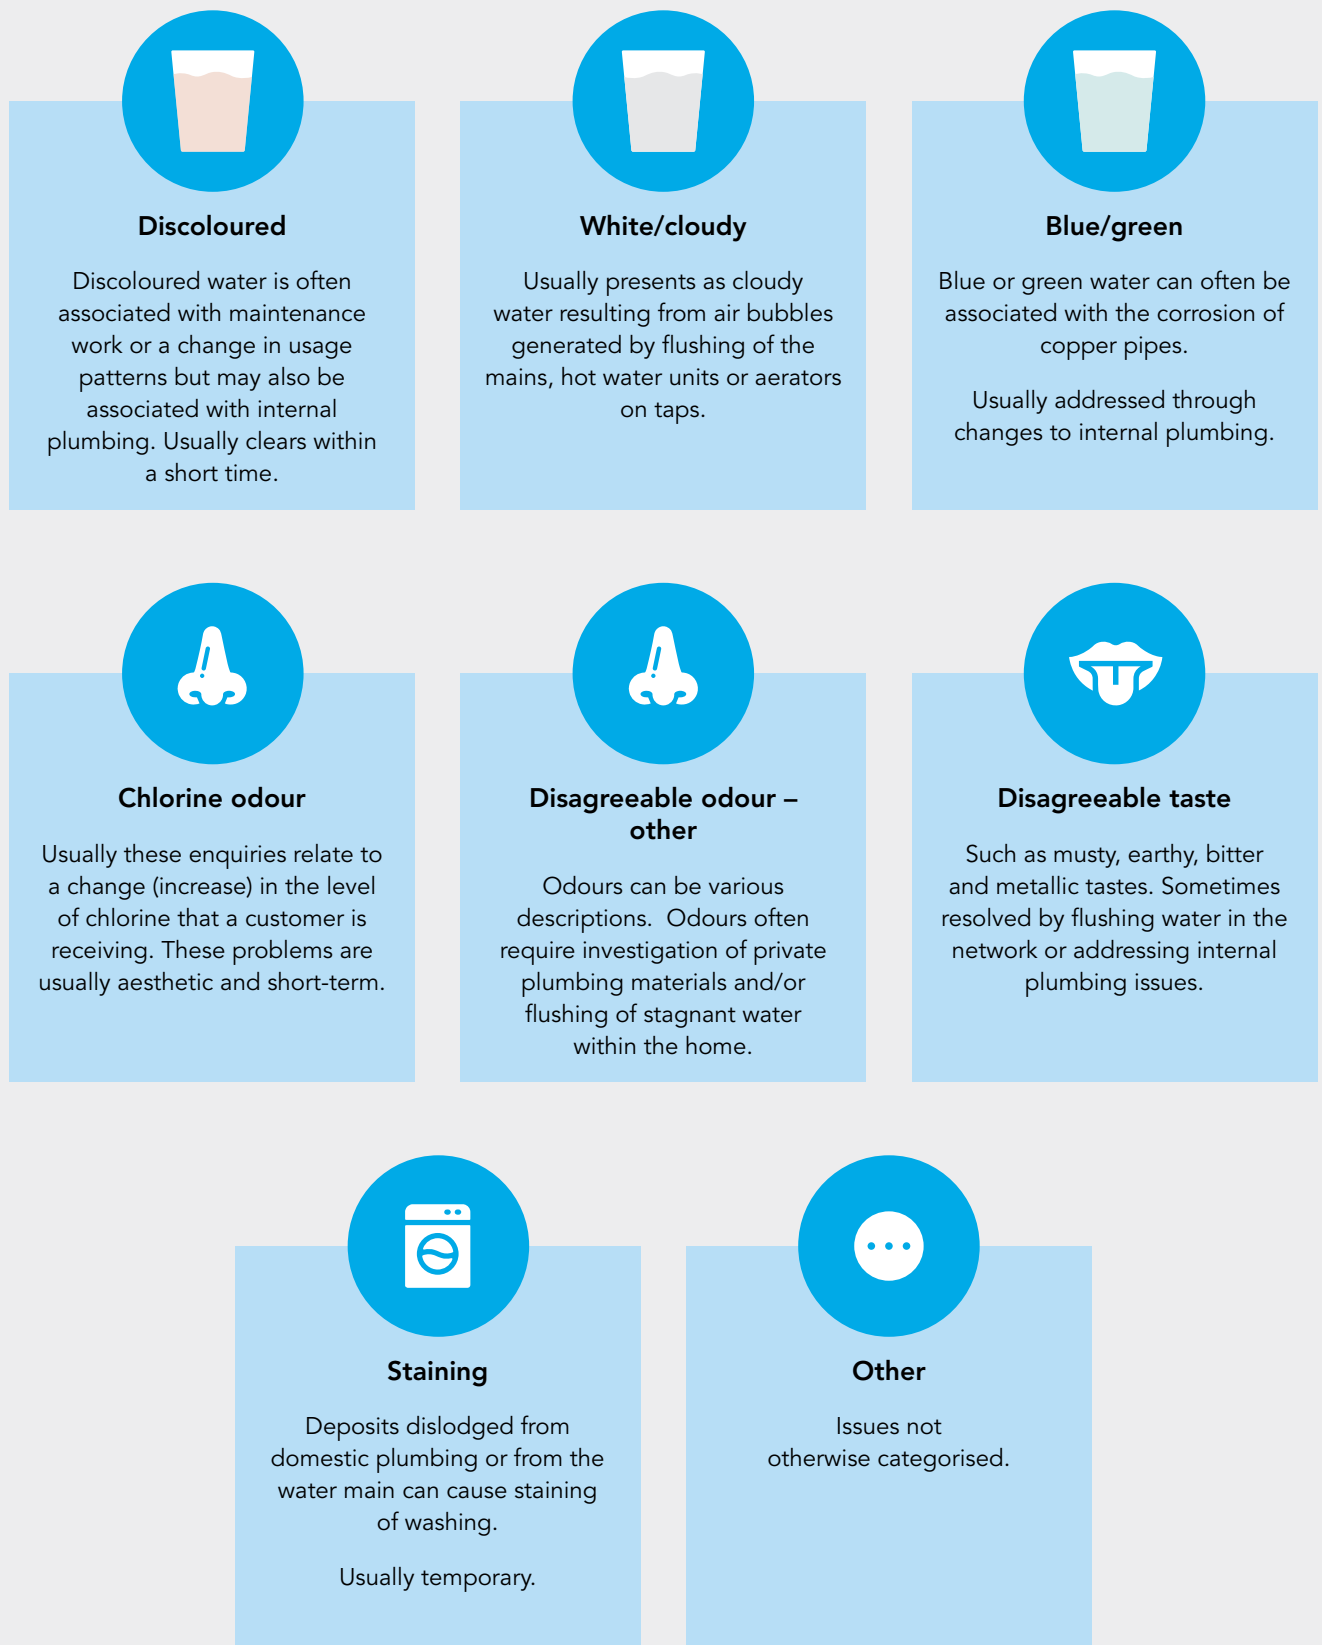 Discoloured
Discoloured water is often
associated with maintenance
work or a change in usage
patterns but may also be
associated with internal
plumbing. Usually clears within
a short time.
White/cloudy
Usually presents as cloudy
water resulting from air bubbles
generated by flushing of the
mains, hot water units or aerators
on taps.
Blue/green
Blue or green water can often be
associated with the corrosion of
copper pipes.
Usually addressed through
changes to internal plumbing.
Chlorine odour
Usually these enquiries relate to
a change (increase) in the level
of chlorine that a customer is
receiving. These problems are
usually aesthetic and short-term.
Disagreeable odour –
other
Odours can be various
descriptions.  Odours often
require investigation of private
plumbing materials and/or
flushing of stagnant water
within the home.
Disagreeable taste
Such as musty, earthy, bitter
and metallic tastes. Sometimes
resolved by flushing water in the
network or addressing internal
plumbing issues.
Staining
Deposits dislodged from
domestic plumbing or from the
water main can cause staining
of washing.
Usually temporary.
Other
Issues not
otherwise categorised.